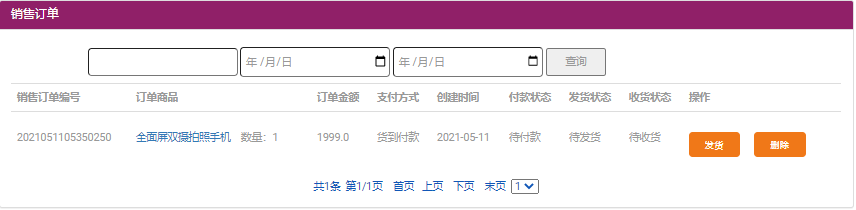 销售订单
年 /月/日 年 /月/日 查询
销售订单编号 订单商品 订单金额 支付方式 创建时间 付款状态 发货状态 收货状态 操作
2021051105350250 全面屏双摄拍照手机 数量：1 1999.0 货到付款 2021-05-11 待付款 待发货 待收货 发货 删除
共1条 第1/1页 首页 上页 下页 末页 1